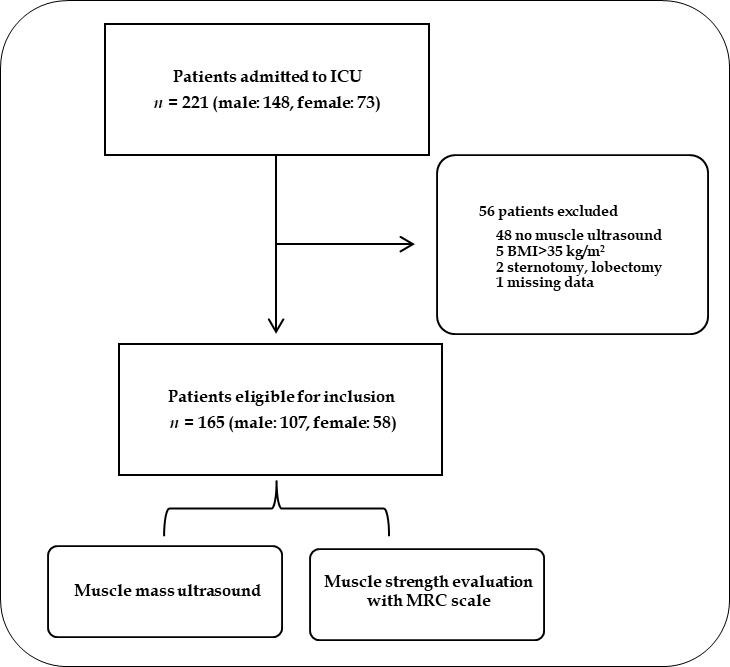 Patients admitted to ICU
n = 221 (male: 148, female: 73)
56 patients excluded
48 no muscle ultrasound
5 BMI>35 kg/m²
2 sternotomy, lobectomy
1 missing data
Patients eligible for inclusion
n = 165 (male: 107, female: 58)
Muscle mass ultrasound
Muscle strength evaluation
with MRC scale